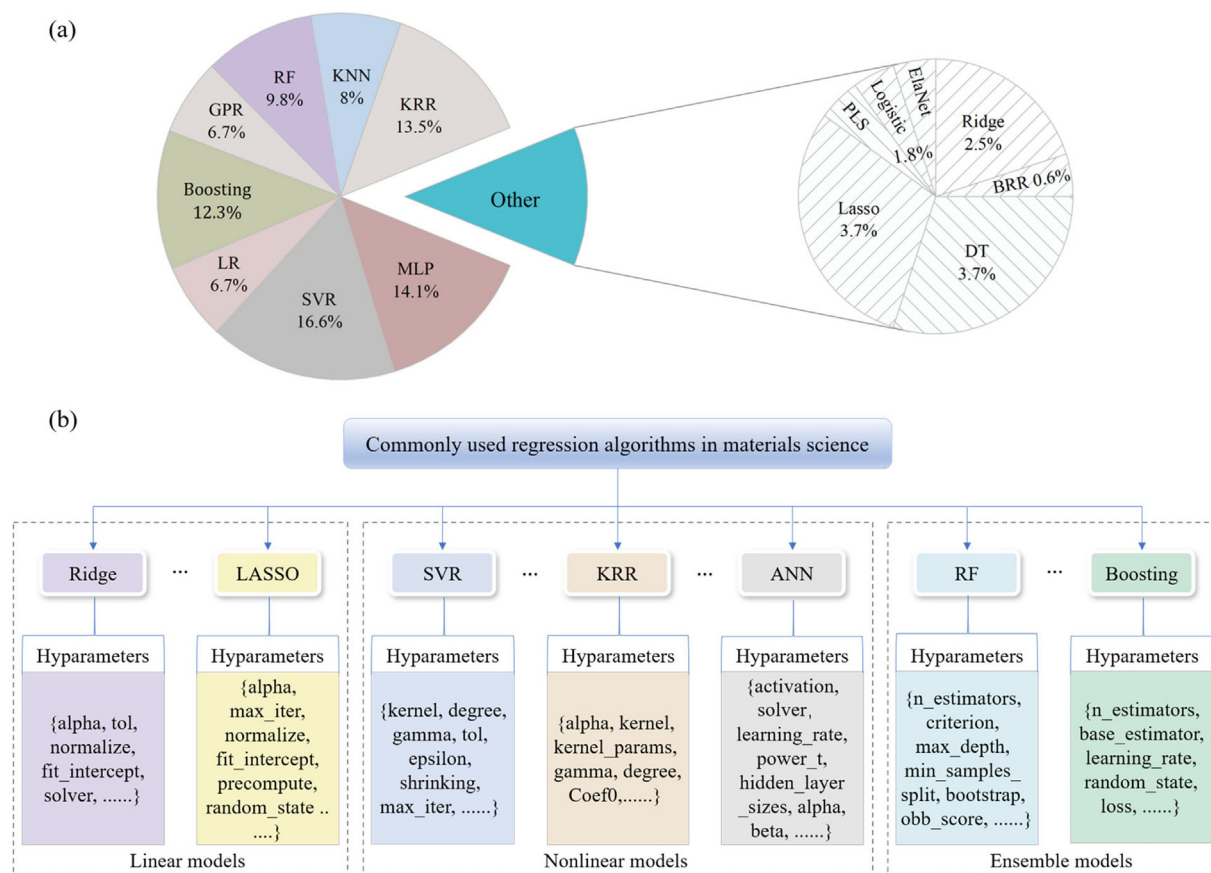 (a)
RF
9.8%
KNN
8%
KRR
13.5%
GPR
6.7%
Boosting
12.3%
LR
6.7%
SVR
16.6%
MLP
14.1%
Other
PLS
Logistic
ElaNet
1.8%
Ridge
2.5%
BRR 0.6%
Lasso
3.7%
DT
3.7%
(b)
Commonly used regression algorithms in materials science
Ridge
...
LASSO
SVR
...
KRR
...
ANN
RF
...
Boosting
Hyparameters
{alpha, tol,
normalize,
fit_intercept,
solver, ......}
Hyparameters
{alpha,
max_iter,
normalize,
fit_intercept,
precompute,
random_state ..
....}
Linear models
Hyparameters
{kernel, degree,
gamma, tol,
epsilon,
shrinking,
max_iter, ......}
Hyparameters
{alpha, kernel,
kernel_params,
gamma, degree,
Coef0,......}
Hyparameters
{activation,
solver,
learning_rate,
power_t,
hidden_layer
_sizes, alpha,
beta, ......}
Nonlinear models
Hyparameters
{n_estimators,
criterion,
max_depth,
min_samples_
split, bootstrap,
obb_score, ......}
Hyparameters
{n_estimators,
base_estimator,
learning_rate,
random_state,
loss, ......}
Ensemble models